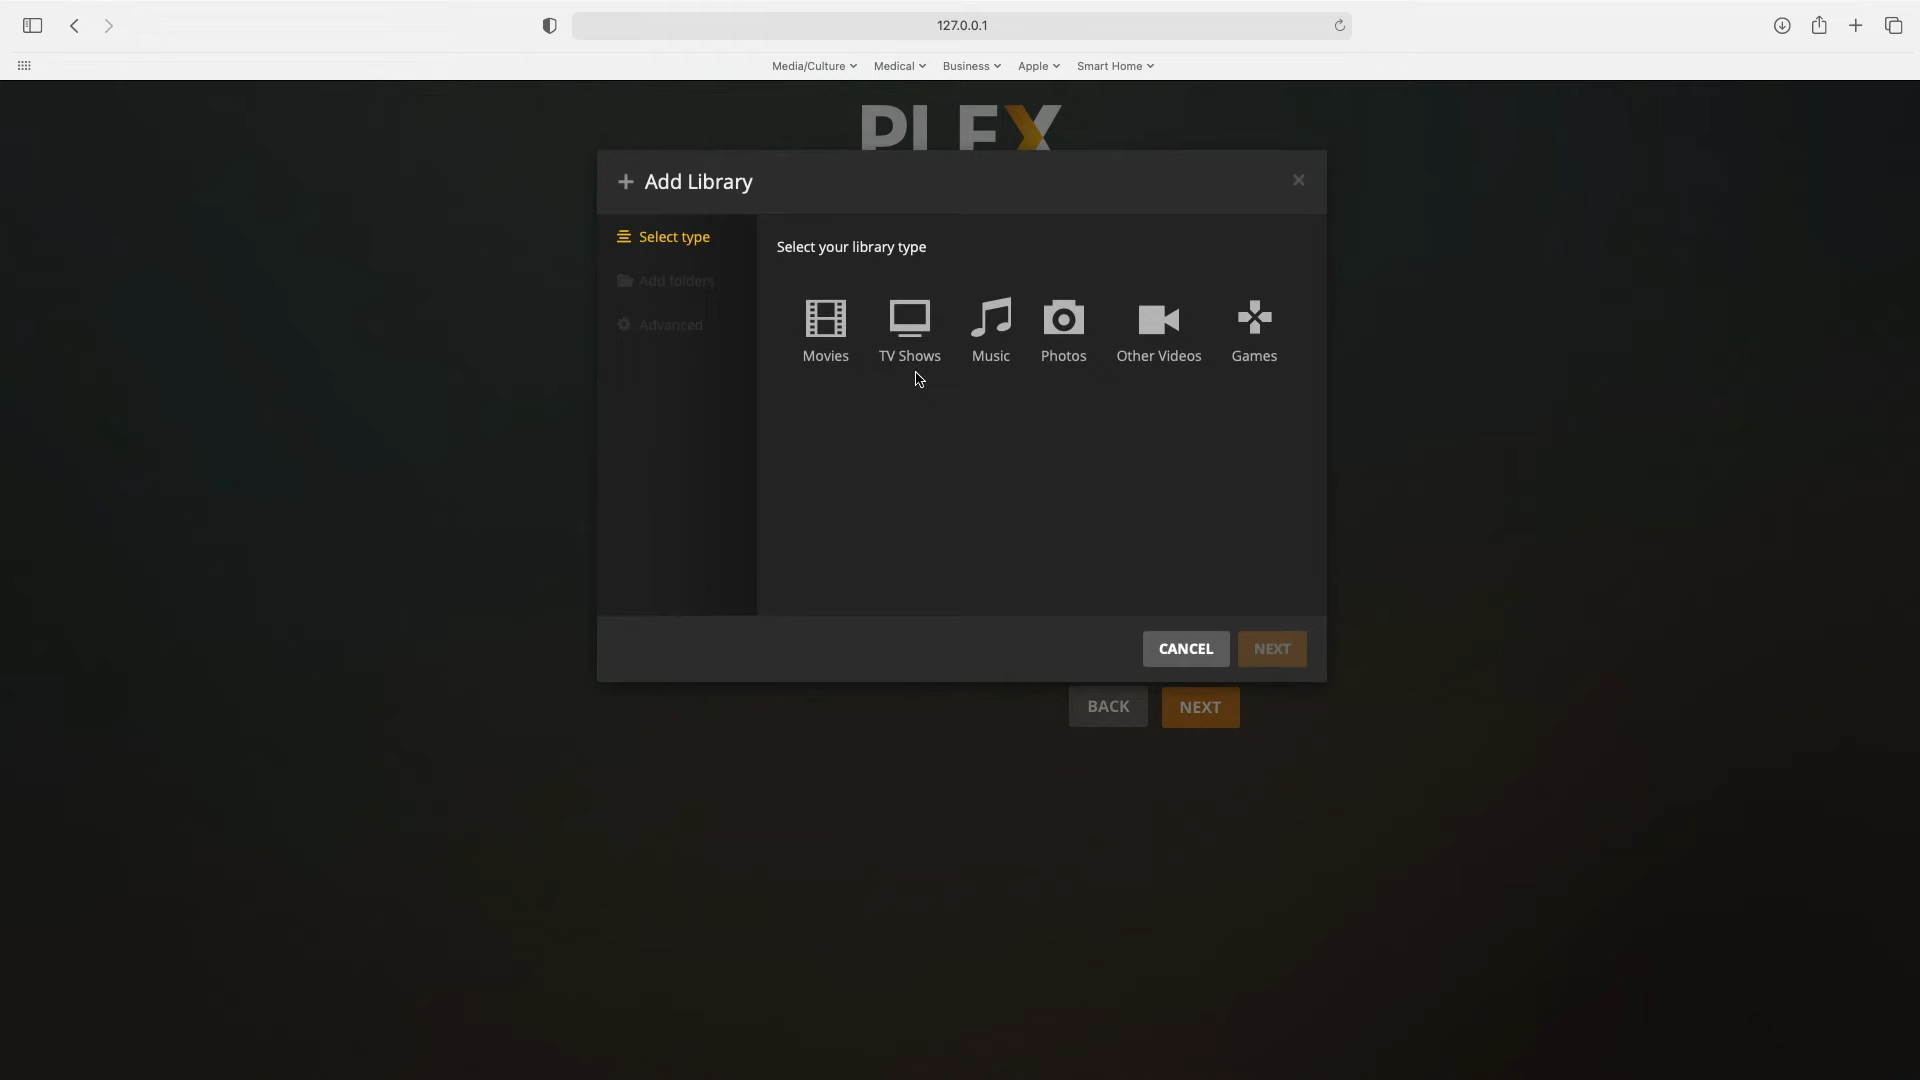 127.0.0.1
Media/Culture Medical Business Apple Smart Home
PLEX
Add Library
Select type
Add folders
Advanced
Select your library type
Movies TV Shows Music Photos Other Videos Games
CANCEL NEXT
BACK NEXT